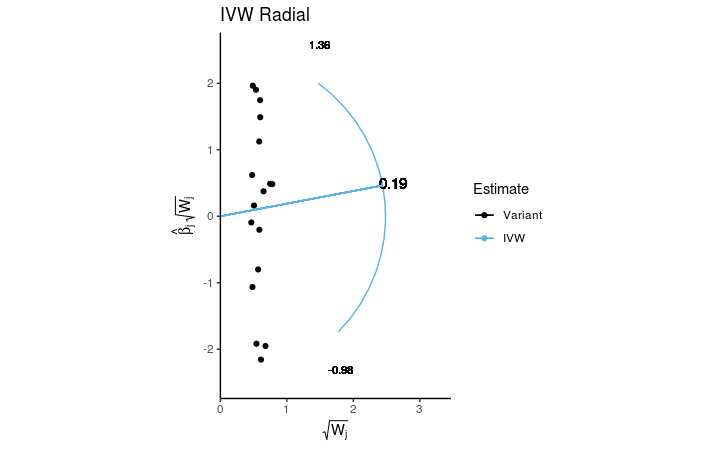 IVW Radial
1.36
2
1
0
-1
-2
β̂ⱼ√Wⱼ
0.19
-0.98
0
1
2
3
√Wⱼ
Estimate
Variant
IVW